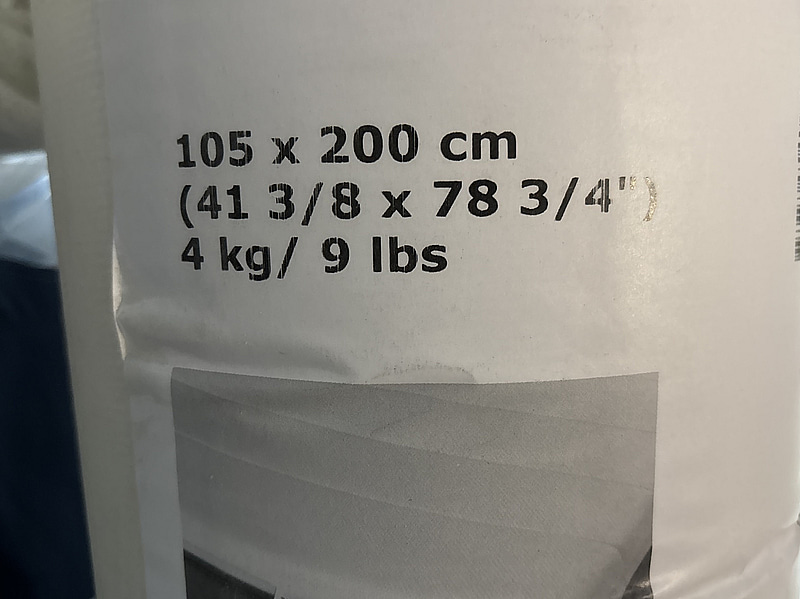 105 x 200 cm
(41 3/8 x 78 3/4")
4 kg/ 9 lbs